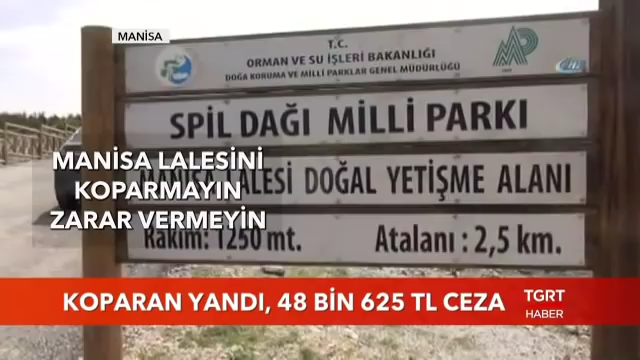 MANİSA
T.C.
ORMAN VE SU İŞLERİ BAKANLIĞI
DOĞA KORUMA VE MİLLİ PARKLAR GENEL MÜDÜRLÜĞÜ
SPİL DAĞI MİLLİ PARKI
MANİSA LALESİ DOĞAL YETİŞME ALANI
Rakım: 1250 mt. Atalanı : 2,5 km.
MANİSA LALESİNİ
KOPARMAYIN
ZARAR VERMEYİN
KOPARAN YANDI, 48 BİN 625 TL CEZA
TGRT
HABER